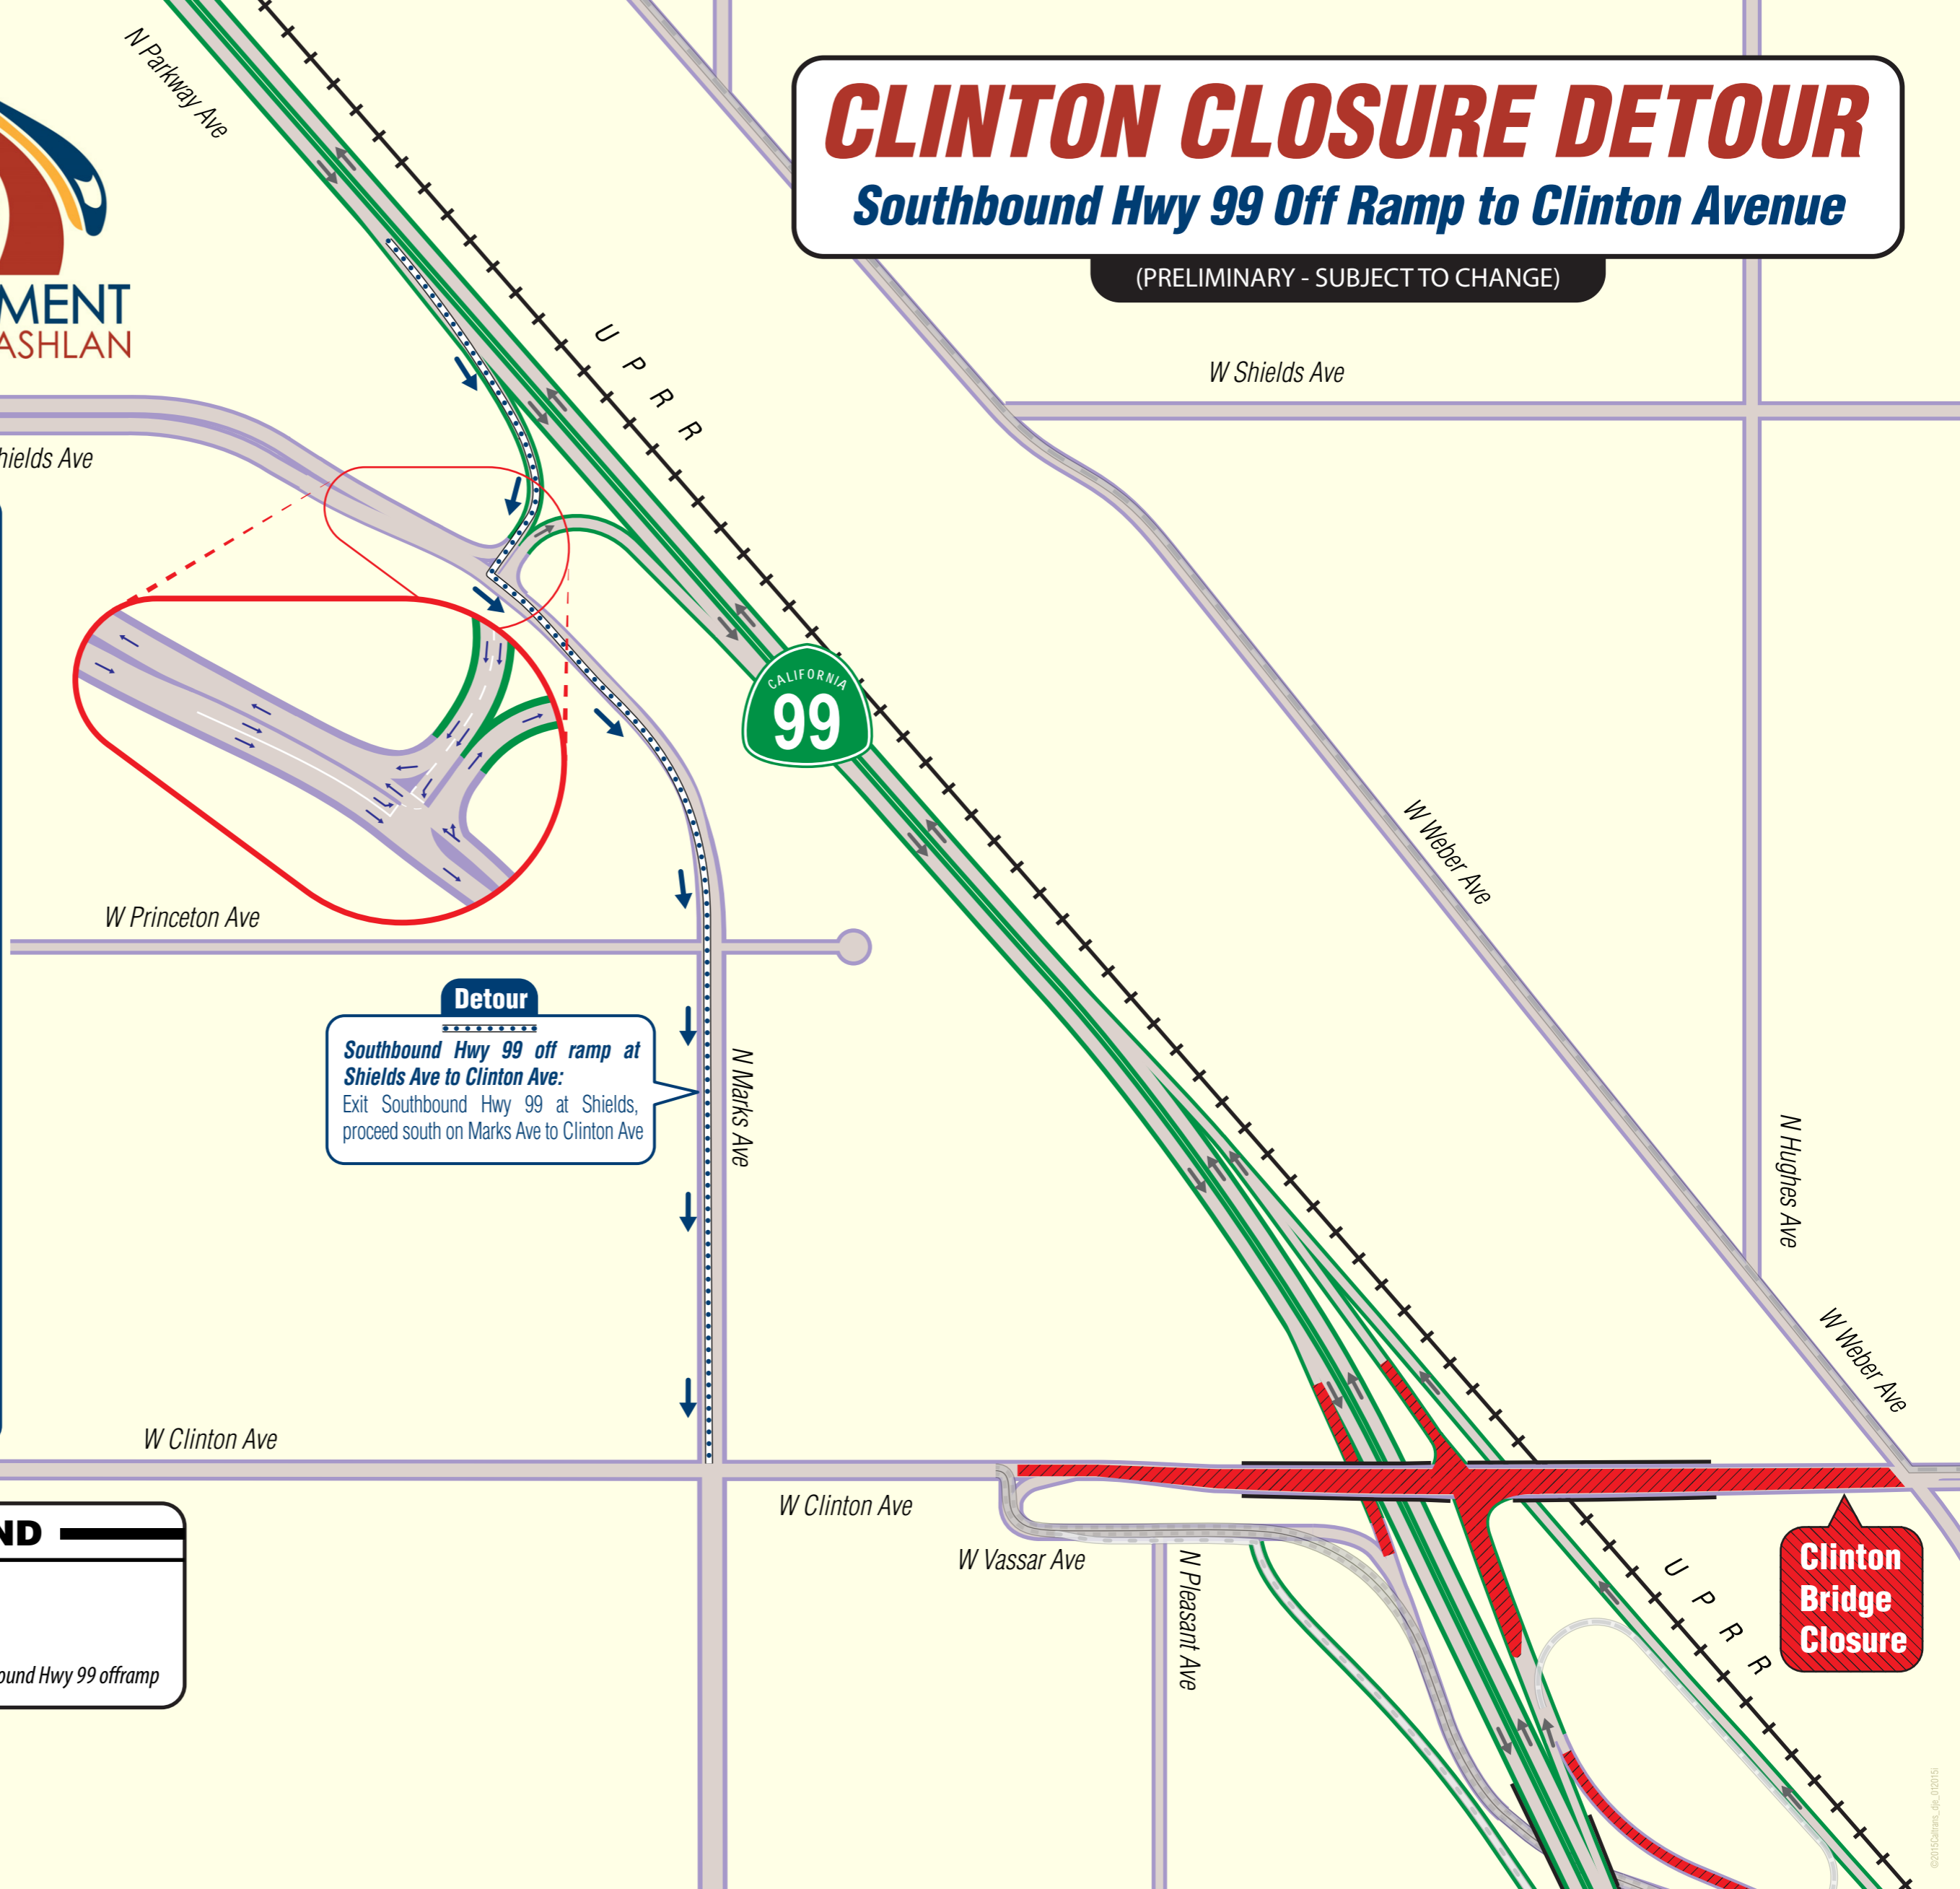 CLINTON CLOSURE DETOUR
Southbound Hwy 99 Off Ramp to Clinton Avenue
(PRELIMINARY - SUBJECT TO CHANGE)
N Parkway Ave
MENT
ASHLAN
U P R R
W Shields Ave
hields Ave
CALIFORNIA
99
W Weber Ave
W Princeton Ave
Detour
Southbound Hwy 99 off ramp at
Shields Ave to Clinton Ave:
Exit Southbound Hwy 99 at Shields,
proceed south on Marks Ave to Clinton Ave
N Marks Ave
N Hughes Ave
W Weber Ave
W Clinton Ave
W Clinton Ave
W Vassar Ave
N Pleasant Ave
U P R R
Clinton
Bridge
Closure
ND
ound Hwy 99 offramp